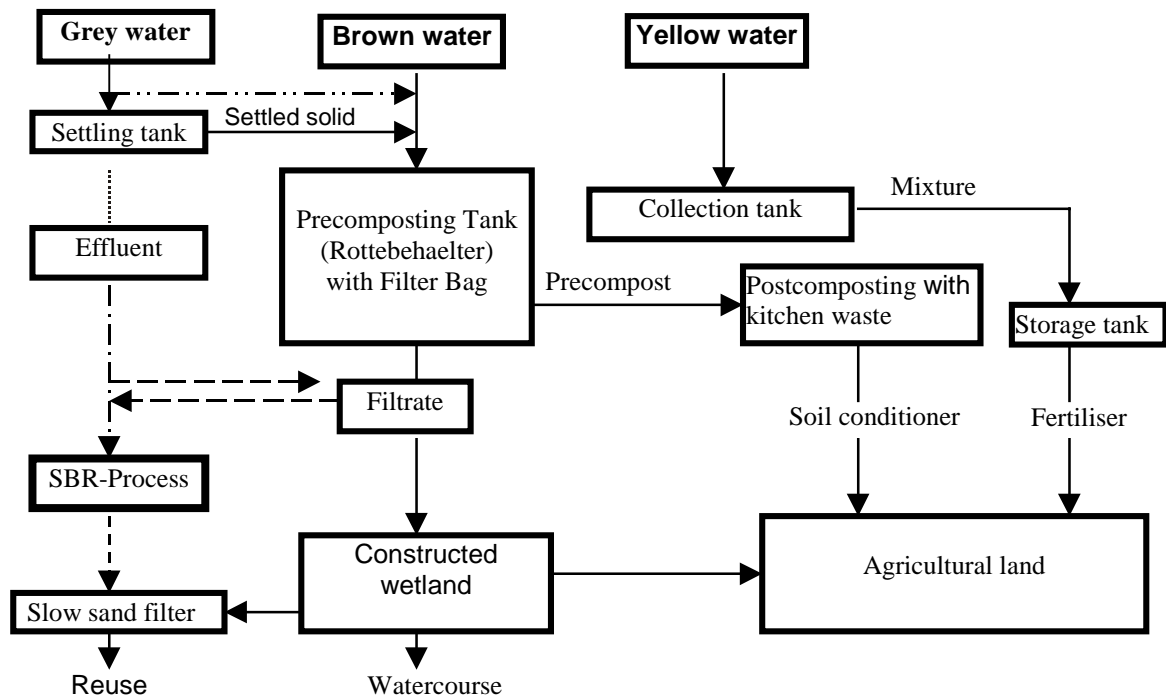 Grey water
Brown water
Yellow water
Settling tank
Settled solid
Precomposting Tank
(Rottebehaelter)
with Filter Bag
Collection tank
Mixture
Effluent
Precompost
Postcomposting with
kitchen waste
Storage tank
Filtrate
Soil conditioner
Fertiliser
SBR-Process
Constructed
wetland
Agricultural land
Slow sand filter
Reuse
Watercourse